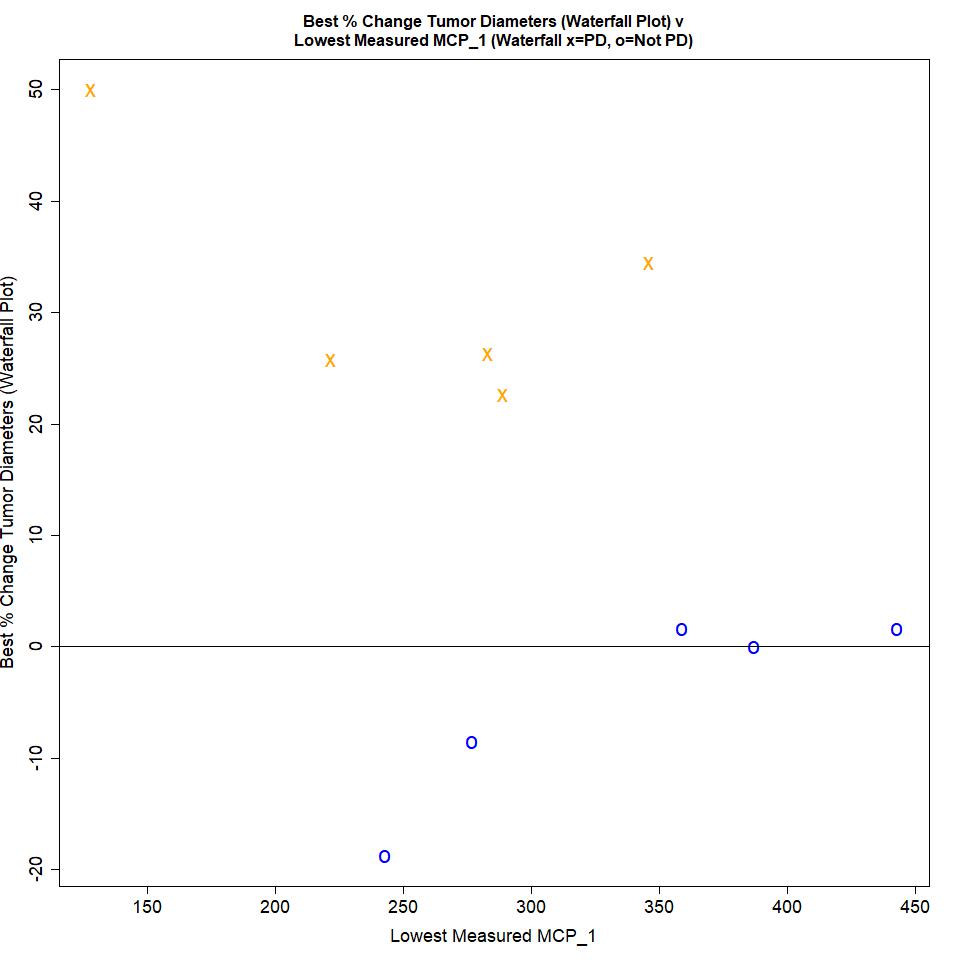 Best % Change Tumor Diameters (Waterfall Plot) v
Lowest Measured MCP_1 (Waterfall x=PD, o=Not PD)
Best % Change Tumor Diameters (Waterfall Plot)
50
40
30
20
10
0
-10
-20
x
x
x
x
x
o
o
o
o
o
150
200
250
300
350
400
450
Lowest Measured MCP_1